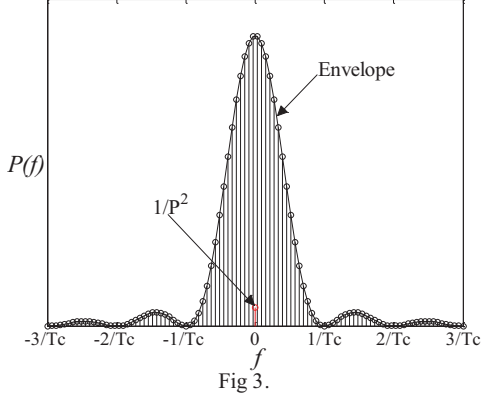 Envelope
P(f)
1/P²
-3/Tc -2/Tc -1/Tc 0 1/Tc 2/Tc 3/Tc
f
Fig 3.